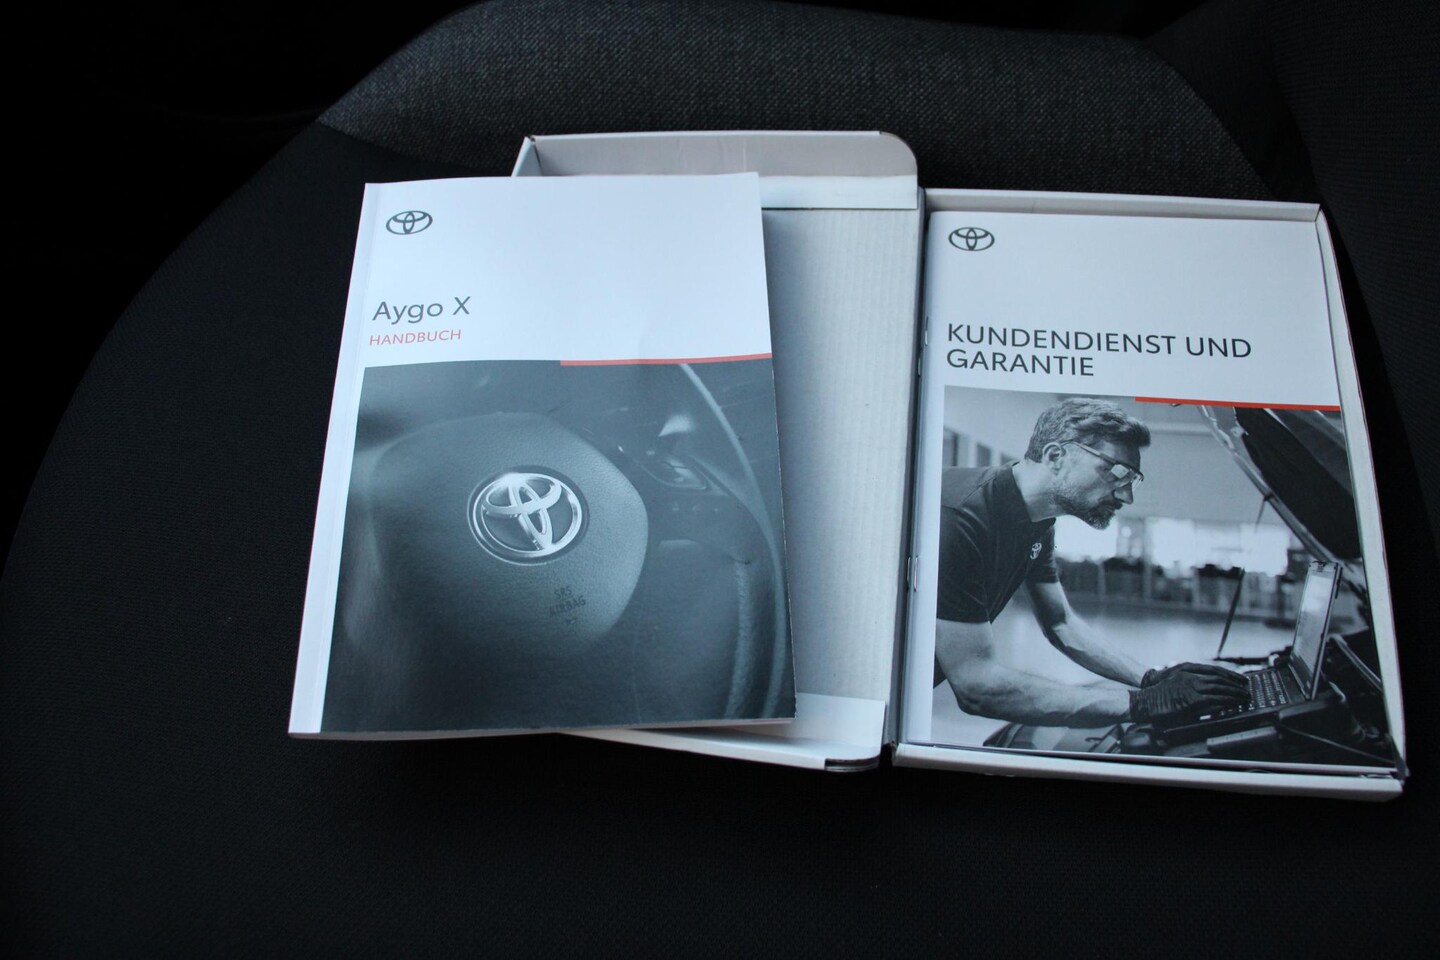 Aygo X
HANDBUCH
SRS
AIRBAG
KUNDENDIENST UND
GARANTIE